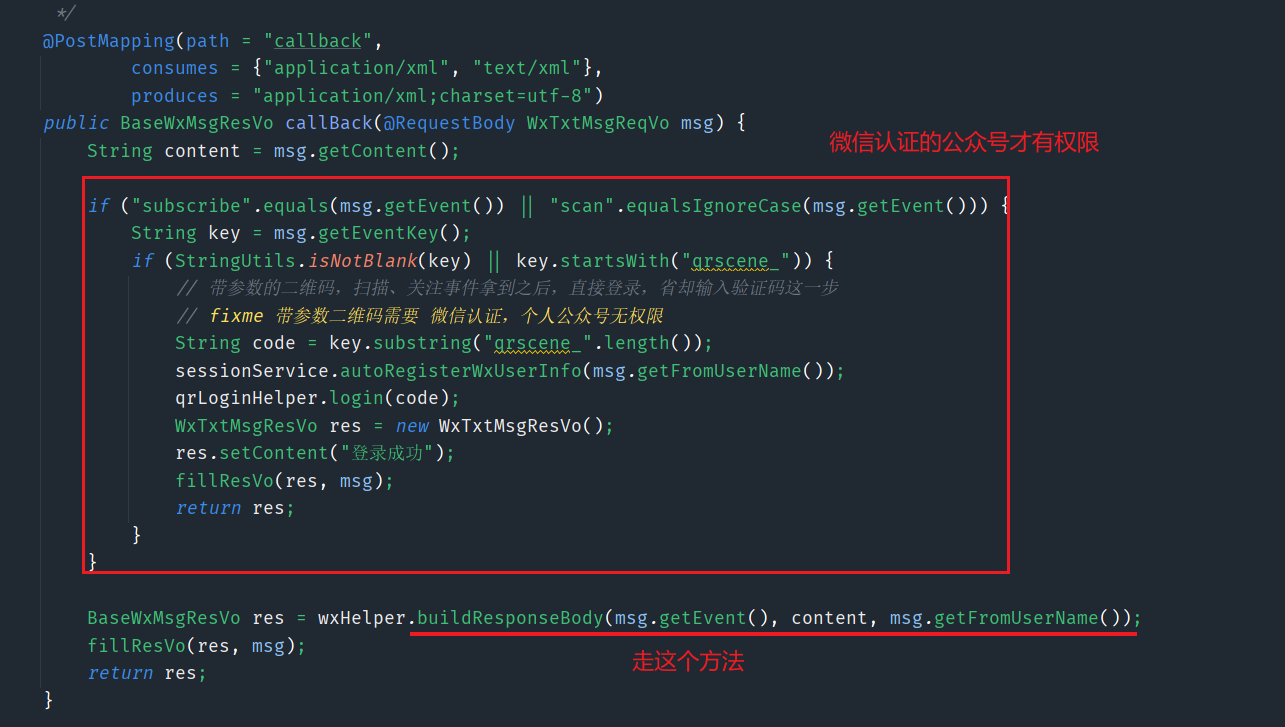 */
@PostMapping(path = "callback",
consumes = {"application/xml", "text/xml"},
produces = "application/xml;charset=utf-8")
public BaseWxMsgResVo callBack(@RequestBody WxTxtMsgReqVo msg) {
微信认证的公众号才有权限
String content = msg.getContent();
if ("subscribe".equals(msg.getEvent()) || "scan".equalsIgnoreCase(msg.getEvent())) {
String key = msg.getEventKey();
if (StringUtils.isNotBlank(key) || key.startsWith("qrscene_")) {
// 带参数的二维码，扫描、关注事件拿到之后，直接登录，省却输入验证码这一步
// fixme 带参数二维码需要 微信认证，个人公众号无权限
String code = key.substring("qrscene_".length());
sessionService.autoRegisterWxUserInfo(msg.getFromUserName());
qrLoginHelper.login(code);
WxTxtMsgResVo res = new WxTxtMsgResVo();
res.setContent("登录成功");
fillResVo(res, msg);
return res;
}
}
BaseWxMsgResVo res = wxHelper.buildResponseBody(msg.getEvent(), content, msg.getFromUserName());
fillResVo(res, msg);
走这个方法
return res;
}